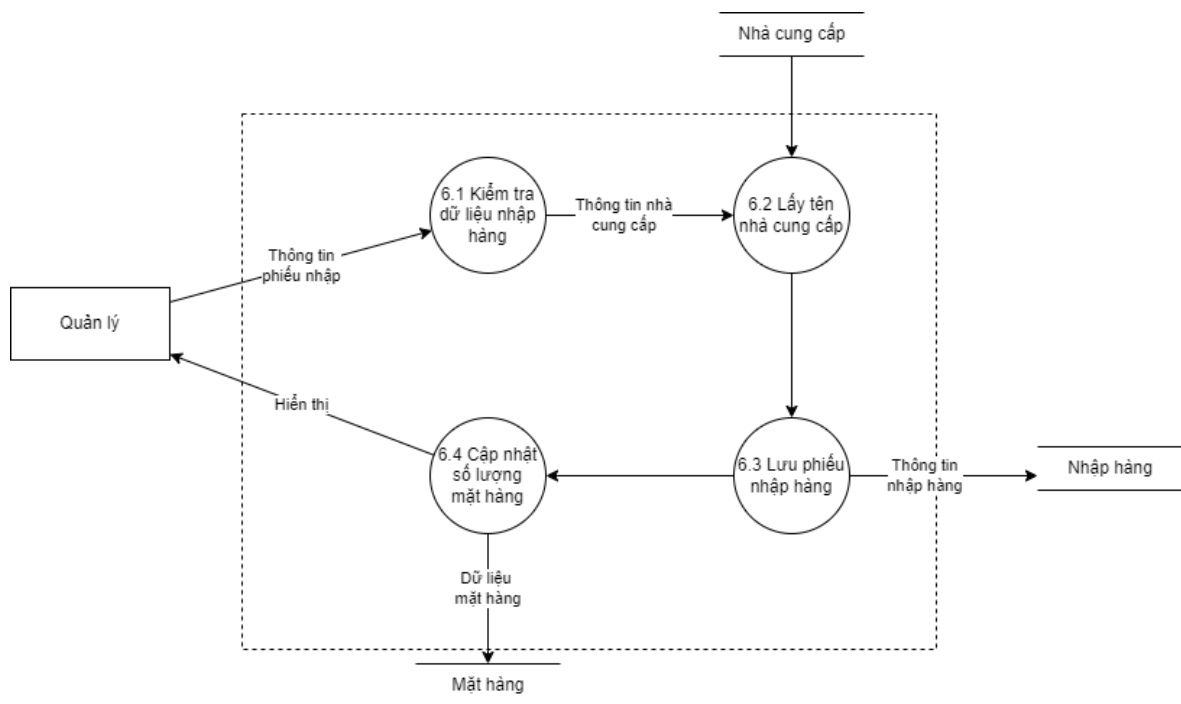 Nhà cung cấp
6.1 Kiểm tra
dữ liệu nhập
hàng
Thông tin nhà
cung cấp
6.2 Lấy tên
nhà cung cấp
Thông tin
phiếu nhập
Quản lý
Hiển thị
6.4 Cập nhật
số lượng
mặt hàng
6.3 Lưu phiếu
nhập hàng
Thông tin
nhập hàng
Nhập hàng
Dữ liệu
mặt hàng
Mặt hàng